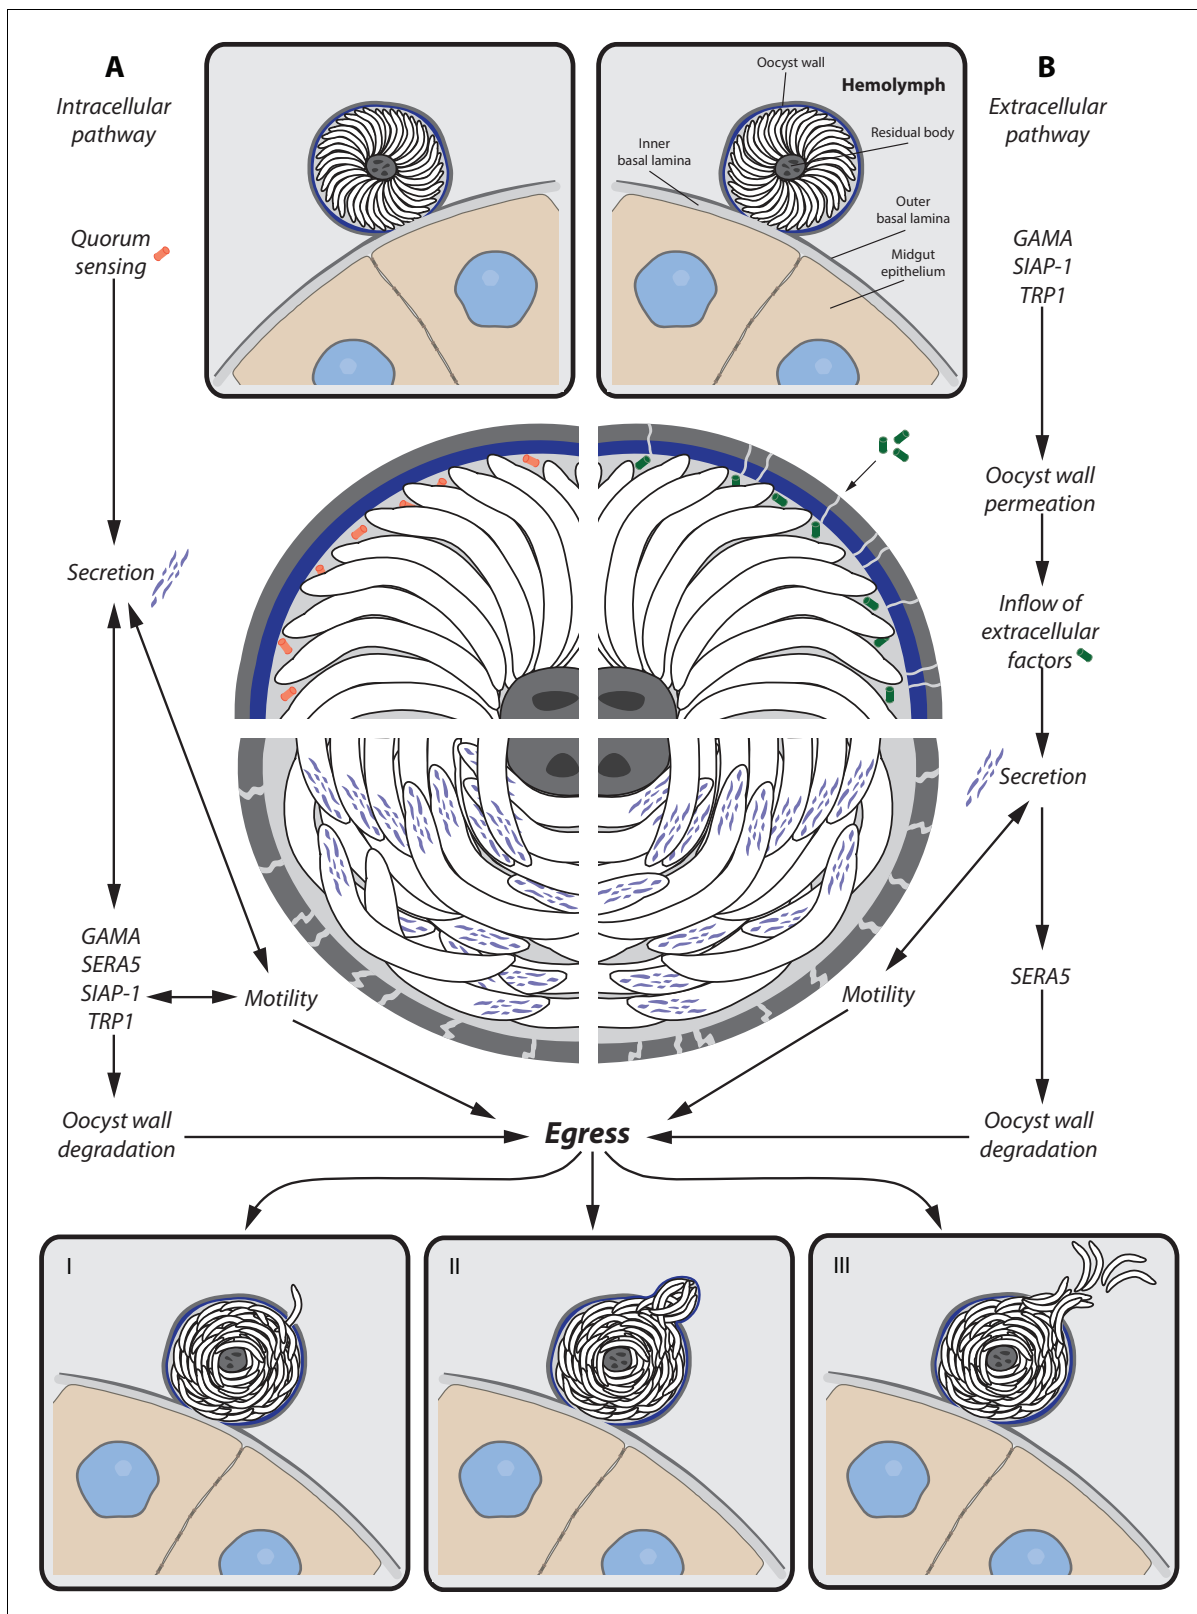 A
Intracellular
pathway
Quorum
sensing
Secretion
GAMA
SERA5
SIAP-1
TRP1
Motility
Oocyst wall
degradation
Oocyst wall
Hemolymph
Residual body
Inner
basal lamina
Outer
basal lamina
Midgut
epithelium
B
Extracellular
pathway
GAMA
SIAP-1
TRP1
Oocyst wall
permeation
Inflow of
extracellular
factors
Secretion
SERA5
Motility
Oocyst wall
degradation
Egress
I
II
III